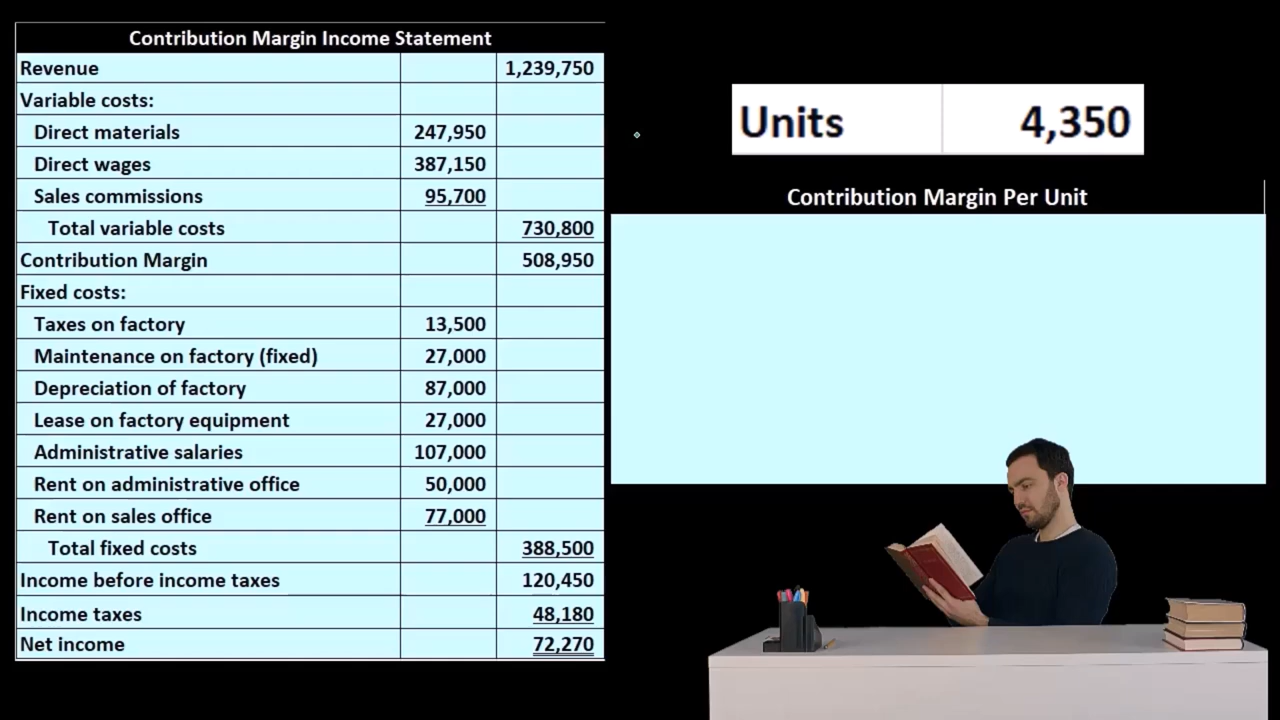 Contribution Margin Income Statement
Revenue 1,239,750
Variable costs:
Direct materials 247,950
Direct wages 387,150
Sales commissions 95,700
Total variable costs 730,800
Contribution Margin 508,950
Fixed costs:
Taxes on factory 13,500
Maintenance on factory (fixed) 27,000
Depreciation of factory 87,000
Lease on factory equipment 27,000
Administrative salaries 107,000
Rent on administrative office 50,000
Rent on sales office 77,000
Total fixed costs 388,500
Income before income taxes 120,450
Income taxes 48,180
Net income 72,270
Units 4,350
Contribution Margin Per Unit